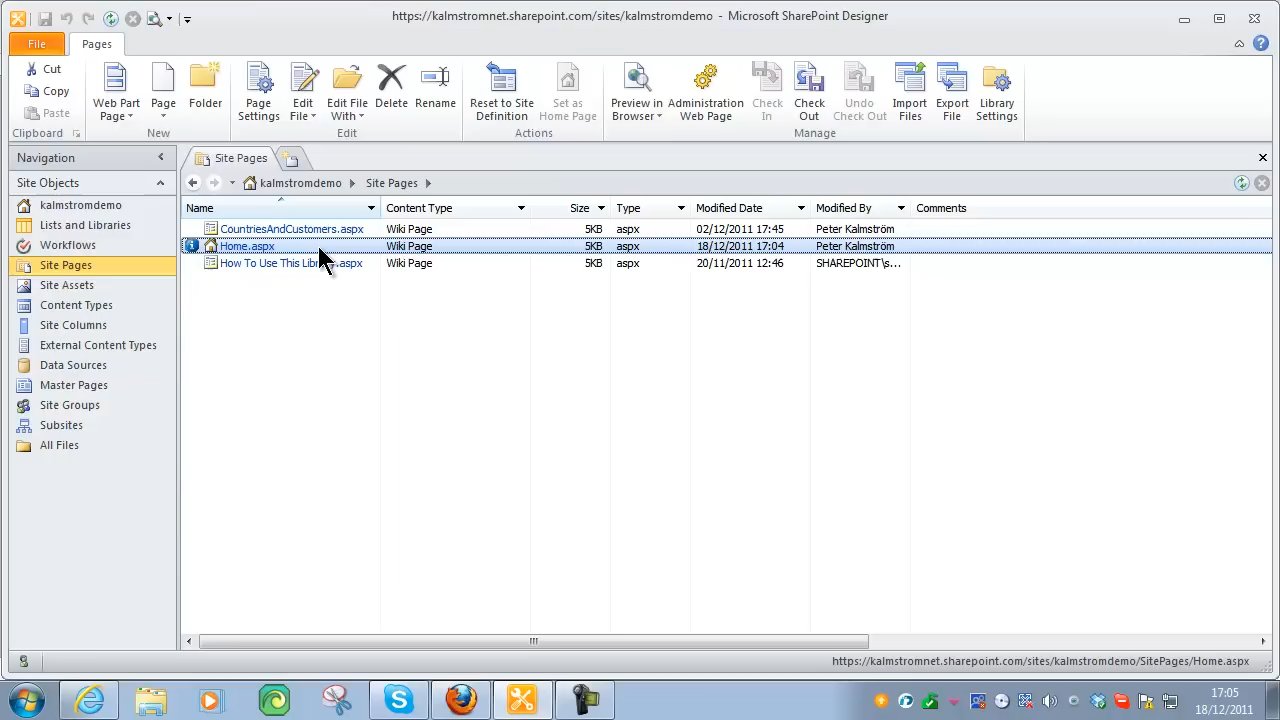 https://kalmstromnet.sharepoint.com/sites/kalmstromdemo - Microsoft SharePoint Designer
File Pages
Cut
Copy
Paste
Clipboard
Web Part Page
Page
Folder
New
Page Settings
Edit File
Edit File With
Delete
Rename
Edit
Reset to Site Definition
Set as Home Page
Actions
Preview in Browser
Administration Web Page
Check In
Check Out
Undo Check Out
Import Files
Export File
Library Settings
Manage
Navigation
Site Objects
kalmstromdemo
Lists and Libraries
Workflows
Site Pages
Site Assets
Content Types
Site Columns
External Content Types
Data Sources
Master Pages
Site Groups
Subsites
All Files
Site Pages
kalmstromdemo Site Pages
Name Content Type Size Type Modified Date Modified By Comments
CountriesAndCustomers.aspx Wiki Page 5KB aspx 02/12/2011 17:45 Peter Kalmström
Home.aspx Wiki Page 5KB aspx 18/12/2011 17:04 Peter Kalmström
How To Use This .aspx Wiki Page 5KB aspx 20/11/2011 12:46 SHAREPOINT\s...
https://kalmstromnet.sharepoint.com/sites/kalmstromdemo/SitePages/Home.aspx
17:05
18/12/2011